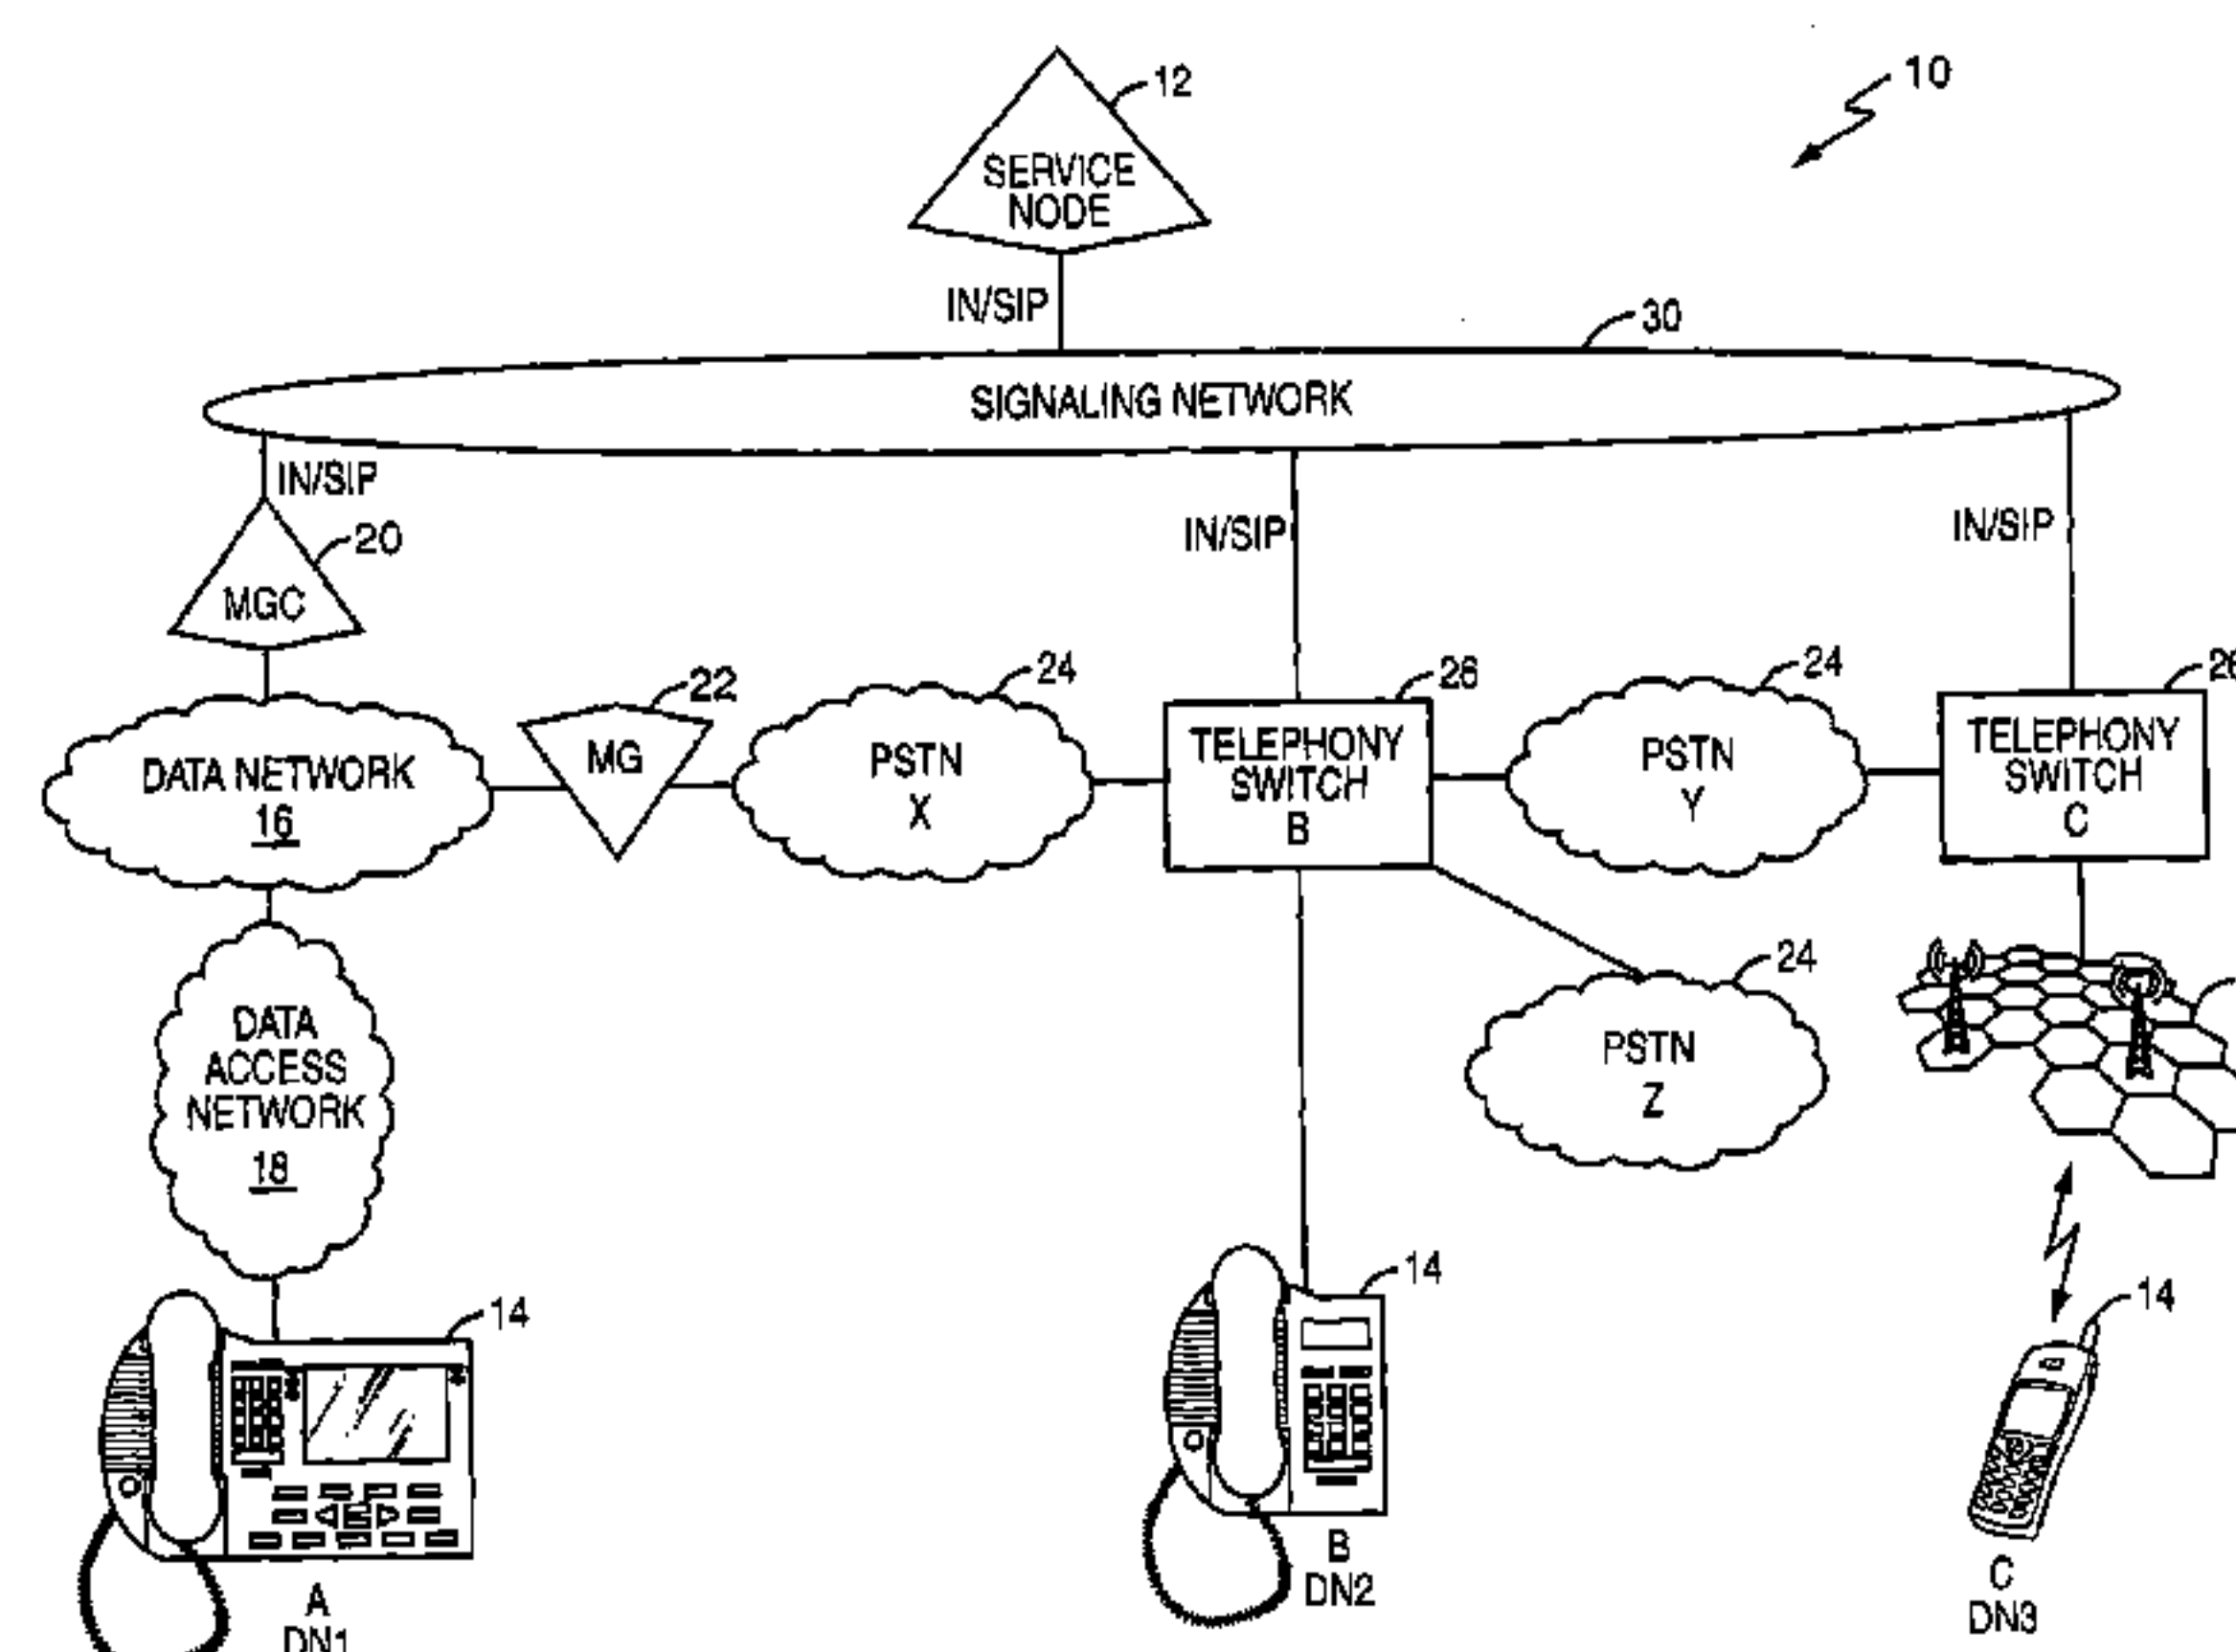 10
12
SERVICE
NODE
IN/SIP
30
SIGNALING NETWORK
IN/SIP
IN/SIP
IN/SIP
20
MGC
22
24
26
24
MG
DATA NETWORK
16
PSTN
X
TELEPHONY
SWITCH
B
PSTN
Y
TELEPHONY
SWITCH
C
24
PSTN
Z
DATA
ACCESS
NETWORK
18
14
14
14
A
DN1
B
DN2
C
DN3